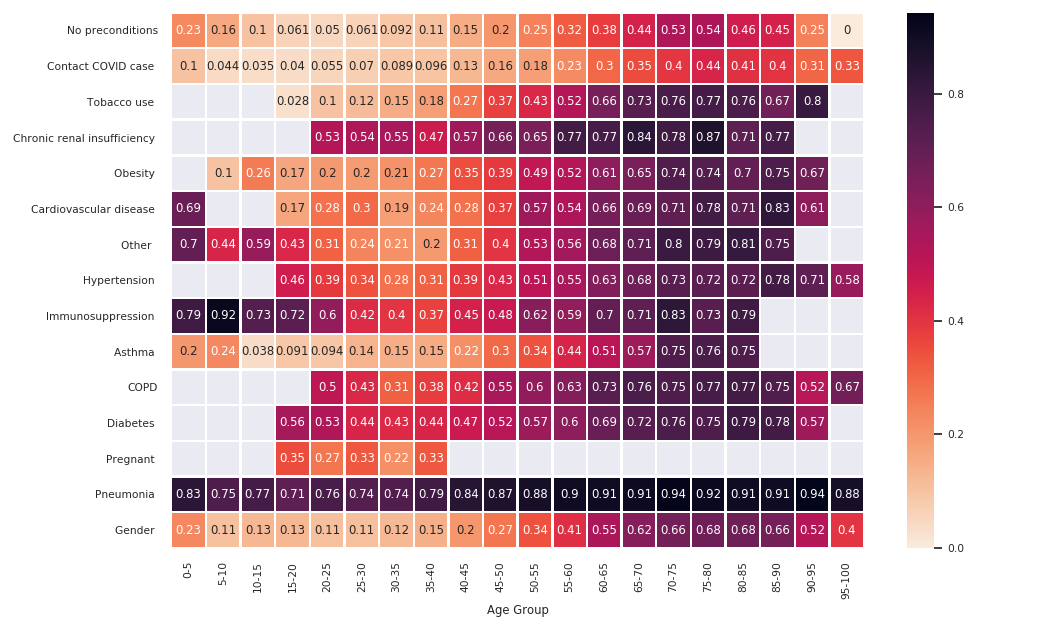 No preconditions 0.23 0.16 0.1 0.061 0.05 0.061 0.092 0.11 0.15 0.2 0.25 0.32 0.38 0.44 0.53 0.54 0.46 0.45 0.25 0
Contact COVID case 0.1 0.044 0.035 0.04 0.055 0.07 0.089 0.096 0.13 0.16 0.18 0.23 0.3 0.35 0.4 0.44 0.41 0.4 0.31 0.33
Tobacco use 0.028 0.1 0.12 0.15 0.18 0.27 0.37 0.43 0.52 0.66 0.73 0.76 0.77 0.76 0.67 0.8
Chronic renal insufficiency 0.53 0.54 0.55 0.47 0.57 0.66 0.65 0.77 0.77 0.84 0.78 0.87 0.71 0.77
Obesity 0.1 0.26 0.17 0.2 0.2 0.21 0.27 0.35 0.39 0.49 0.52 0.61 0.65 0.74 0.74 0.7 0.75 0.67
Cardiovascular disease 0.69 0.17 0.28 0.3 0.19 0.24 0.28 0.37 0.57 0.54 0.66 0.69 0.71 0.78 0.71 0.83 0.61
Other 0.7 0.44 0.59 0.43 0.31 0.24 0.21 0.2 0.31 0.4 0.53 0.56 0.68 0.71 0.8 0.79 0.81 0.75
Hypertension 0.46 0.39 0.34 0.28 0.31 0.39 0.43 0.51 0.55 0.63 0.68 0.73 0.72 0.72 0.78 0.71 0.58
Immunosuppression 0.79 0.92 0.73 0.72 0.6 0.42 0.4 0.37 0.45 0.48 0.62 0.59 0.7 0.71 0.83 0.73 0.79
Asthma 0.2 0.24 0.038 0.091 0.094 0.14 0.15 0.15 0.22 0.3 0.34 0.44 0.51 0.57 0.75 0.76 0.75
COPD 0.5 0.43 0.31 0.38 0.42 0.55 0.6 0.63 0.73 0.76 0.75 0.77 0.77 0.75 0.52 0.67
Diabetes 0.56 0.53 0.44 0.43 0.44 0.47 0.52 0.57 0.6 0.69 0.72 0.76 0.75 0.79 0.78 0.57
Pregnant 0.35 0.27 0.33 0.22 0.33
Pneumonia 0.83 0.75 0.77 0.71 0.76 0.74 0.74 0.79 0.84 0.87 0.88 0.9 0.91 0.91 0.94 0.92 0.91 0.91 0.94 0.88
Gender 0.23 0.11 0.13 0.13 0.11 0.11 0.12 0.15 0.2 0.27 0.34 0.41 0.55 0.62 0.66 0.68 0.68 0.66 0.52 0.4
0-5 5-10 10-15 15-20 20-25 25-30 30-35 35-40 40-45 45-50 50-55 55-60 60-65 65-70 70-75 75-80 80-85 85-90 90-95 95-100
Age Group
0.8
0.6
0.4
0.2
0.0